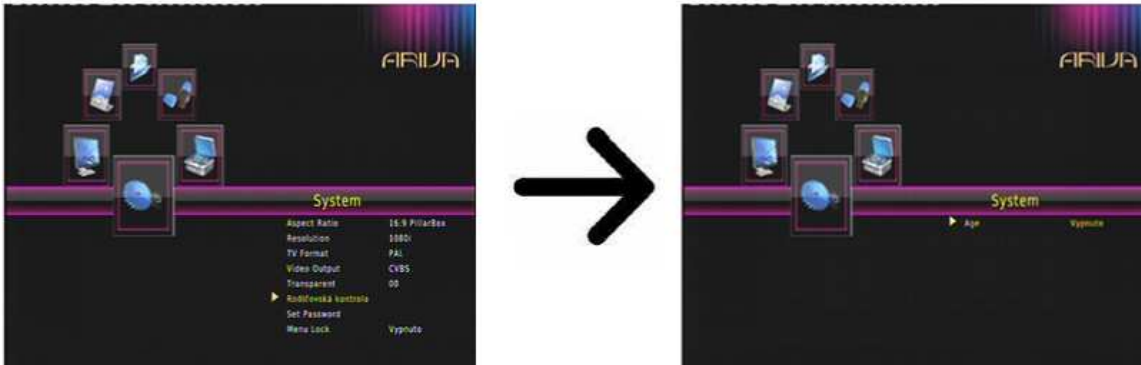 ARIVA
System
Aspect Ratio 16:9 PillarBox
Resolution 1080i
TV Format PAL
Video Output CVBS
Transparent 00
Rodičovská kontrola
Set Password
Menu Lock Vypnuto
ARIVA
System
Age Vypnuto